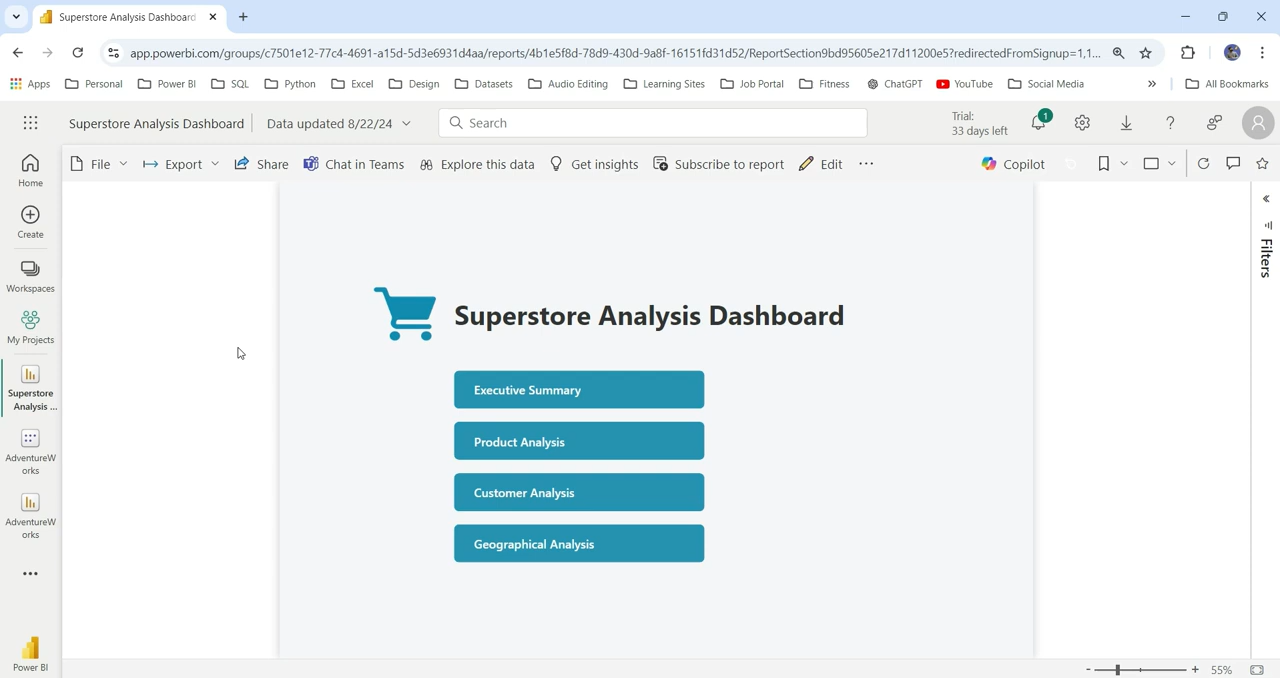 Superstore Analysis Dashboard
app.powerbi.com/groups/c7501e12-77c4-4691-a15d-5d3e6931d4aa/reports/4b1e5f8d-78d9-430d-9a8f-16151fd31d52/ReportSection9bd95605e217d11200e5?redirectedFromSignup=1,1...
Apps Personal Power BI SQL Python Excel Design Datasets Audio Editing Learning Sites Job Portal Fitness ChatGPT YouTube Social Media » All Bookmarks
Superstore Analysis Dashboard Data updated 8/22/24 Search Trial: 1
33 days left
File Export Share Chat in Teams Explore this data Get insights Subscribe to report Edit ... Copilot
Home
Create
Workspaces
My Projects
Superstore
Analysis ...
AdventureW
orks
AdventureW
orks
Power BI
Superstore Analysis Dashboard
Executive Summary
Product Analysis
Customer Analysis
Geographical Analysis
Filters
- + 55%